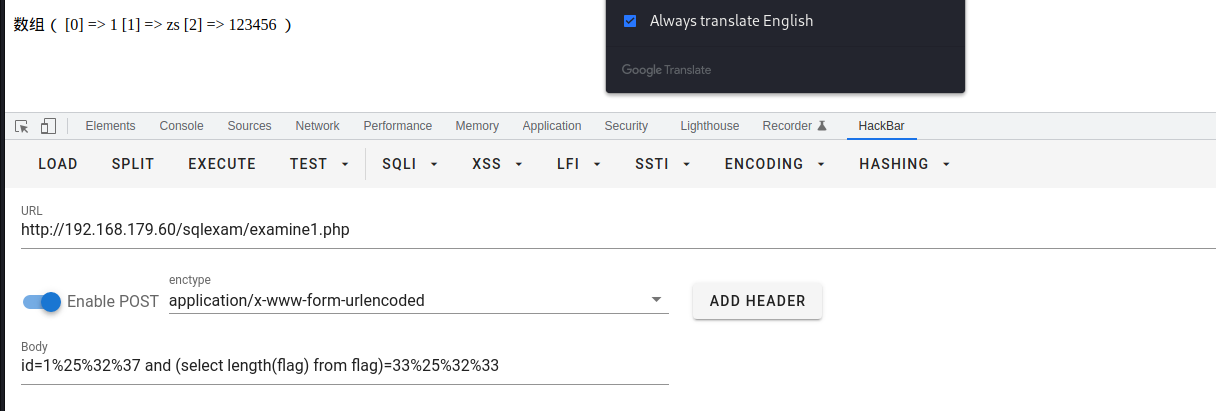 数组（ [0] => 1 [1] => zs [2] => 123456 ）
Always translate English
Google Translate
Elements Console Sources Network Performance Memory Application Security Lighthouse Recorder HackBar
LOAD SPLIT EXECUTE TEST SQLI XSS LFI SSTI ENCODING HASHING
URL
http://192.168.179.60/sqlexam/examine1.php
enctype
Enable POST application/x-www-form-urlencoded ADD HEADER
Body
id=1%25%32%37 and (select length(flag) from flag)=33%25%32%33